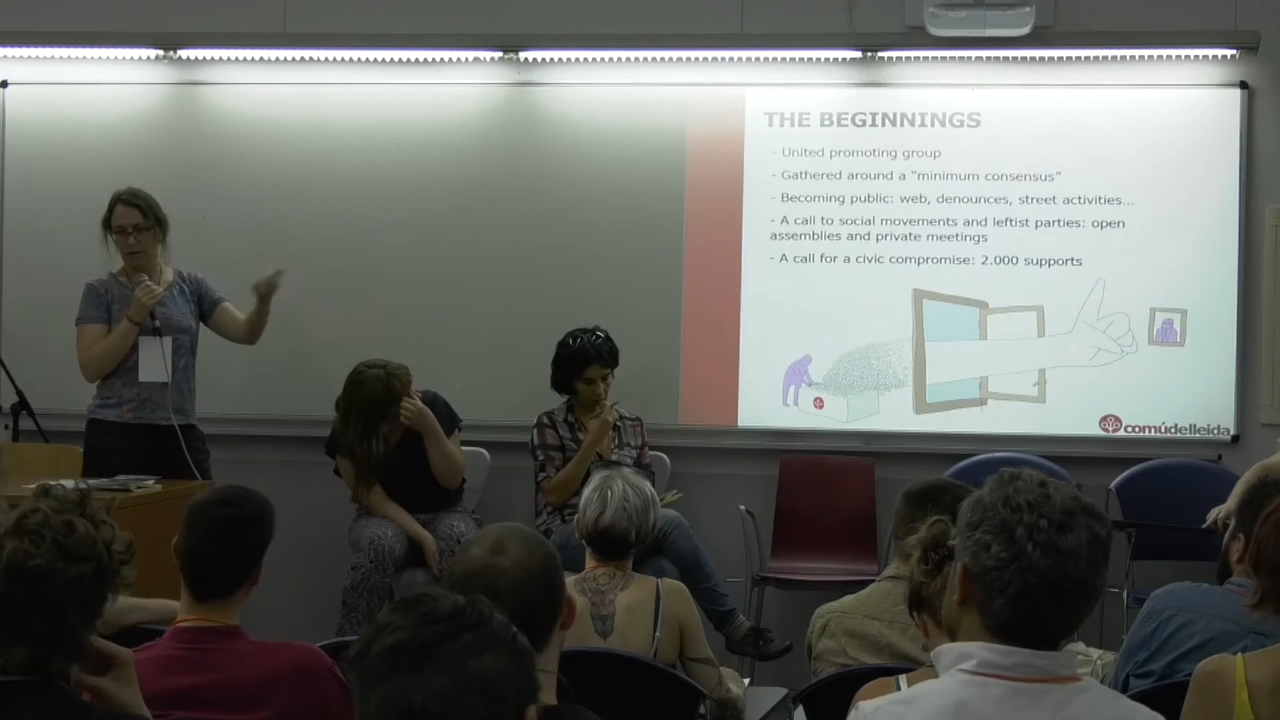 THE BEGINNINGS
- United promoting group
- Gathered around a “minimum consensus”
- Becoming public: web, denounces, street activities...
- A call to social movements and leftist parties: open
assemblies and private meetings
- A call for a civic compromise: 2.000 supports
comúdelleida